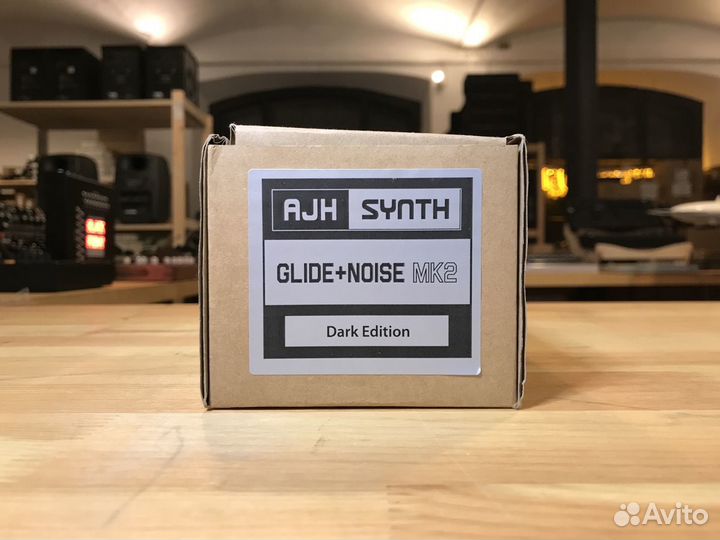 AJH SYNTH
GLIDE+NOISE MK2
Dark Edition
Avito